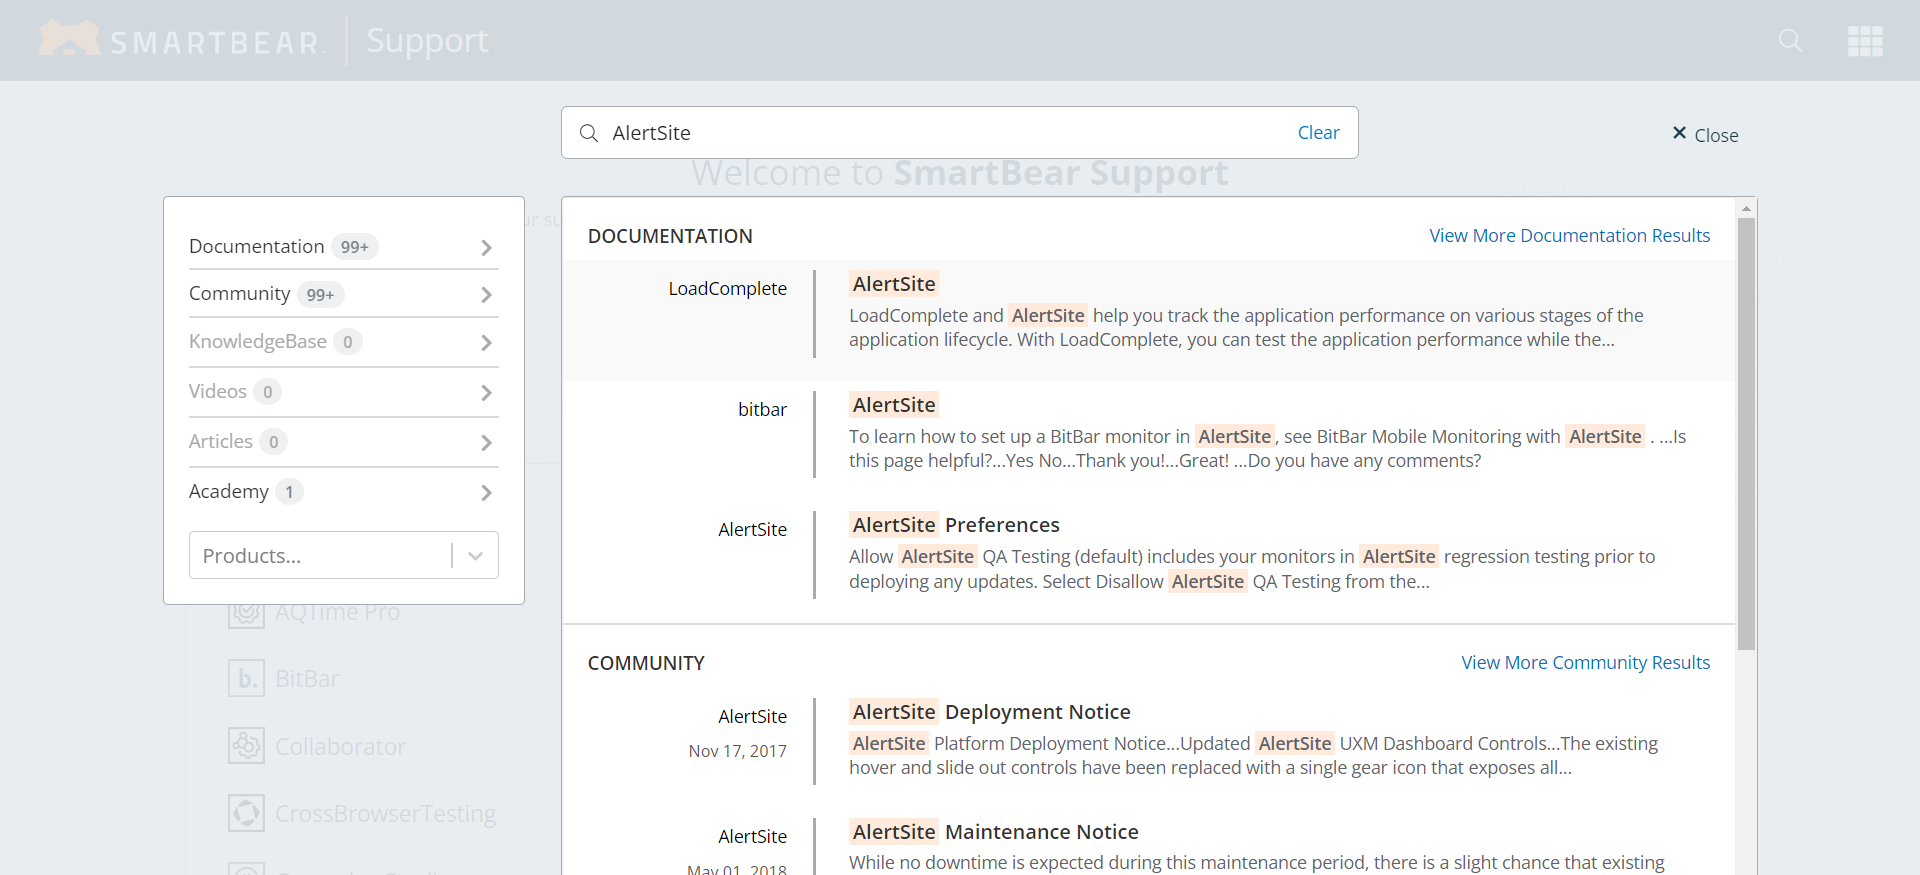 SMARTBEAR
Support
AlertSite
Clear
Close
Welcome to SmartBear Support
Documentation 99+
Community 99+
KnowledgeBase 0
Videos 0
Articles 0
Academy 1
Products...
AQTime Pro
BitBar
Collaborator
CrossBrowserTesting
DOCUMENTATION
View More Documentation Results
LoadComplete
AlertSite
LoadComplete and AlertSite help you track the application performance on various stages of the
application lifecycle. With LoadComplete, you can test the application performance while the...
bitbar
AlertSite
To learn how to set up a BitBar monitor in AlertSite, see BitBar Mobile Monitoring with AlertSite . ...Is
this page helpful?...Yes No...Thank you!...Great! ...Do you have any comments?
AlertSite
AlertSite Preferences
Allow AlertSite QA Testing (default) includes your monitors in AlertSite regression testing prior to
deploying any updates. Select Disallow AlertSite QA Testing from the...
COMMUNITY
View More Community Results
AlertSite
Nov 17, 2017
AlertSite Deployment Notice
AlertSite Platform Deployment Notice...Updated AlertSite UXM Dashboard Controls...The existing
hover and slide out controls have been replaced with a single gear icon that exposes all...
AlertSite
May 01, 2018
AlertSite Maintenance Notice
While no downtime is expected during this maintenance period, there is a slight chance that existing